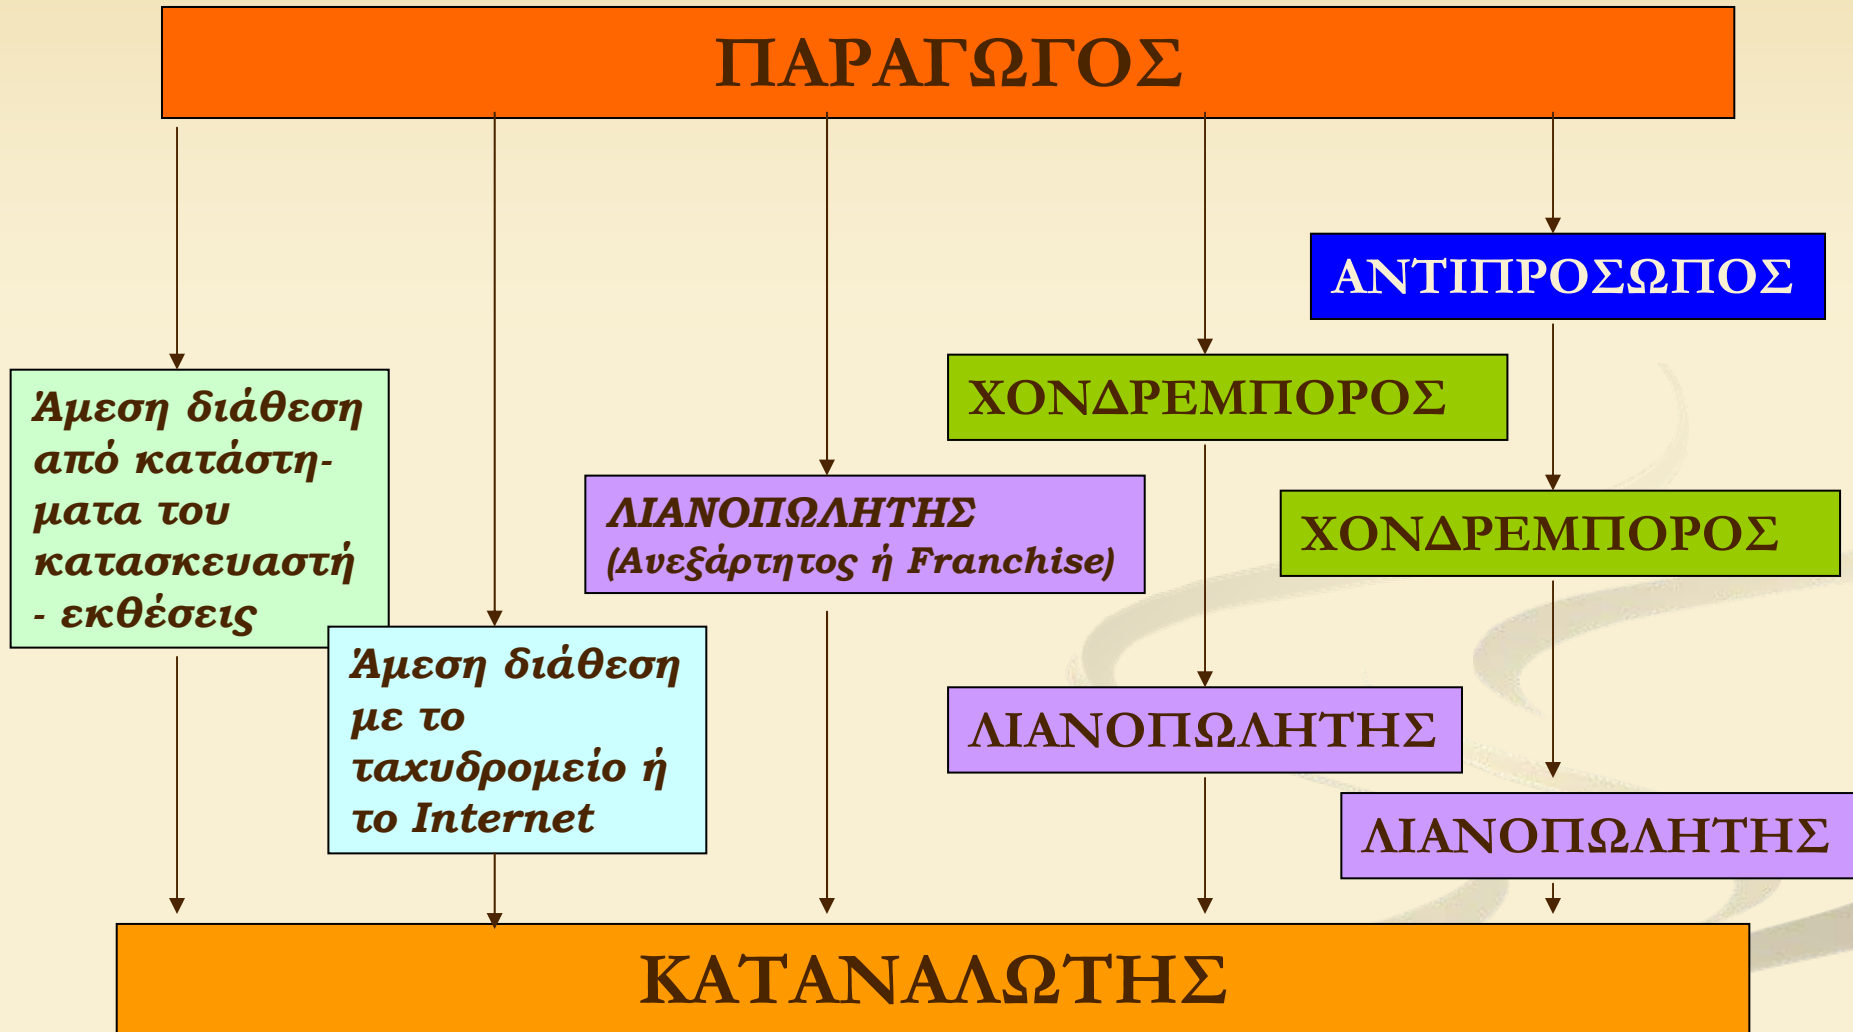 ΠΑΡΑΓΩΓΟΣ
ΑΝΤΙΠΡΟΣΩΠΟΣ
ΧΟΝΔΡΕΜΠΟΡΟΣ
Άμεση διάθεση
από κατάστη-
ματα του
κατασκευαστή
- εκθέσεις
ΛΙΑΝΟΠΩΛΗΤΗΣ
(Ανεξάρτητος ή Franchise)
ΧΟΝΔΡΕΜΠΟΡΟΣ
Άμεση διάθεση
με το
ταχυδρομείο ή
το Internet
ΛΙΑΝΟΠΩΛΗΤΗΣ
ΛΙΑΝΟΠΩΛΗΤΗΣ
ΚΑΤΑΝΑΛΩΤΗΣ